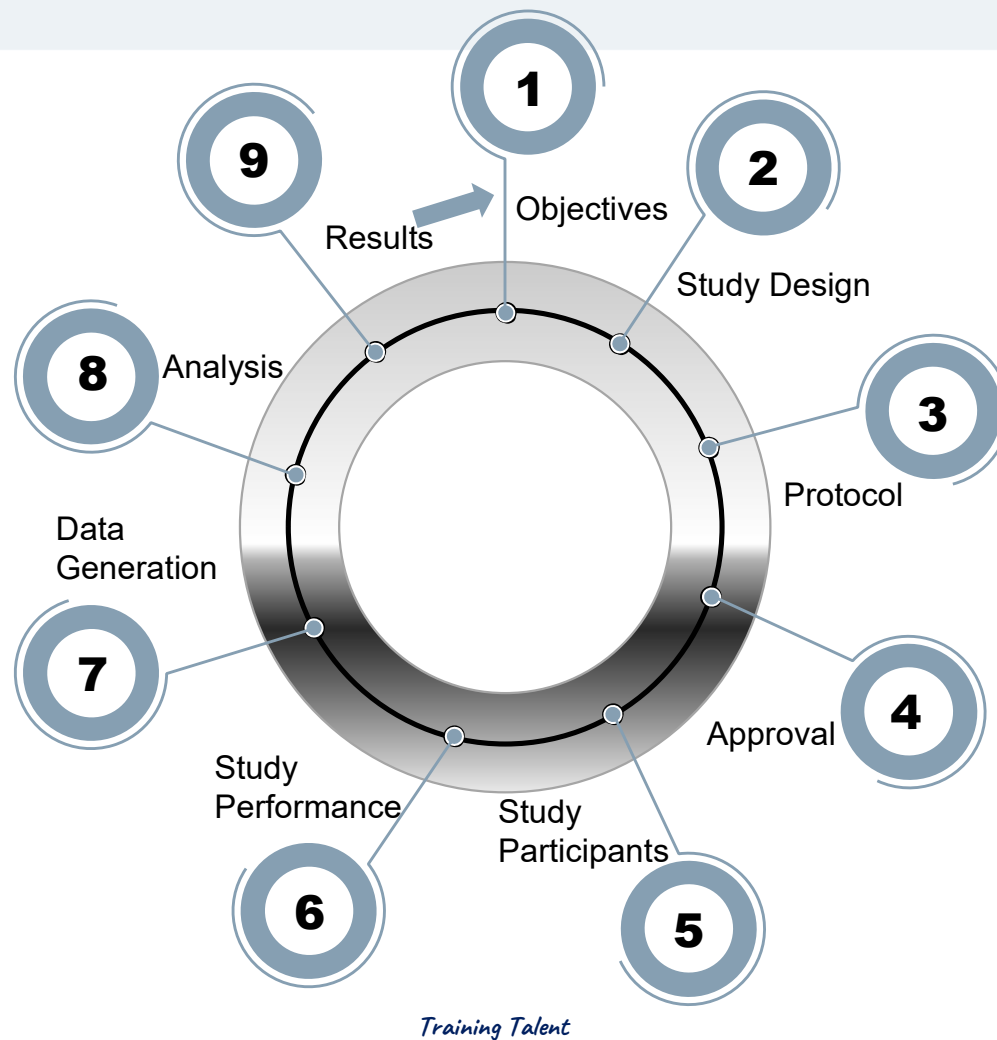 1
Objectives
2
Study Design
3
Protocol
4
Approval
5
Study
Participants
6
Study
Performance
7
Data
Generation
8
Analysis
9
Results
Training Talent